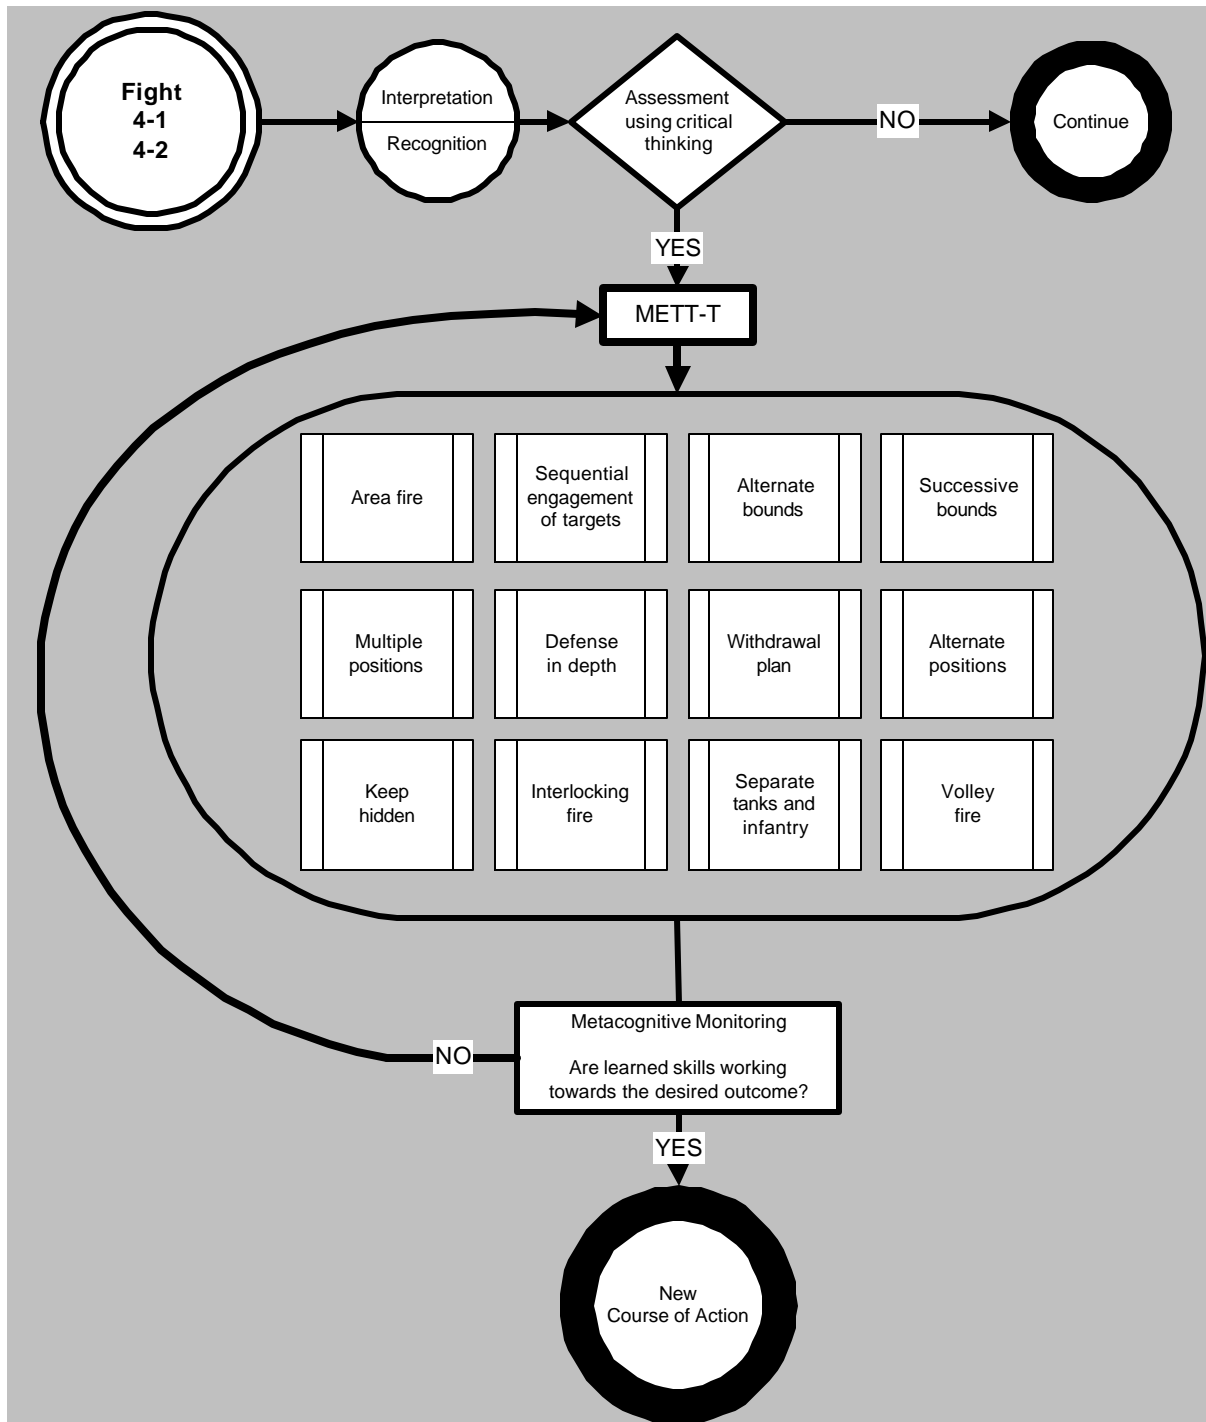 Fight
4-1
4-2
Interpretation
Recognition
Assessment
using critical
thinking
NO
Continue
YES
METT-T
Area fire
Sequential
engagement
of targets
Alternate
bounds
Successive
bounds
Multiple
positions
Defense
in depth
Withdrawal
plan
Alternate
positions
Keep
hidden
Interlocking
fire
Separate
tanks and
infantry
Volley
fire
Metacognitive Monitoring
Are learned skills working
towards the desired outcome?
NO
YES
New
Course of Action